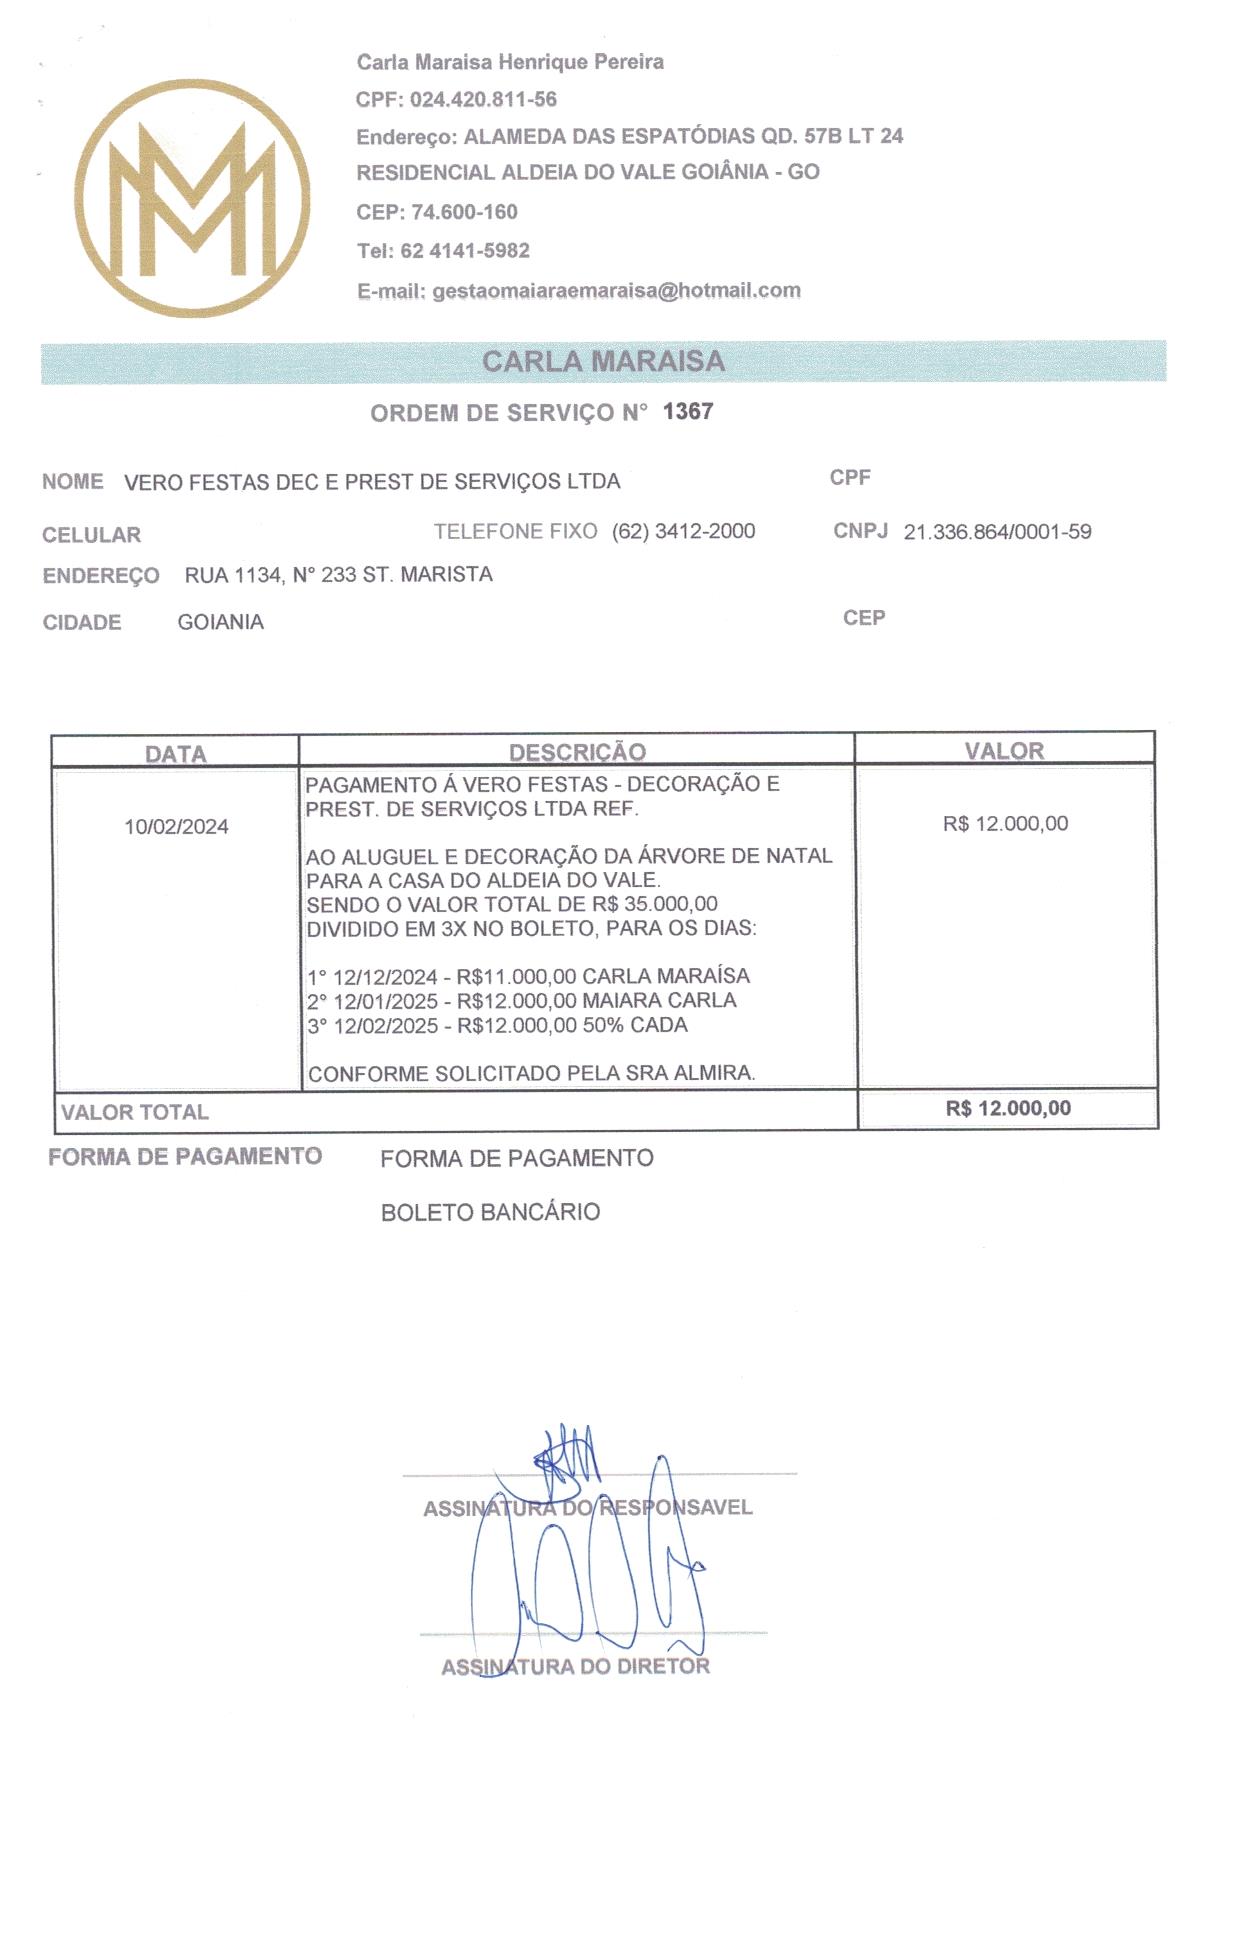 Carla Maraisa Henrique Pereira
CPF: 024.420.811-56
Endereço: ALAMEDA DAS ESPATÓDIAS QD. 57B LT 24
RESIDENCIAL ALDEIA DO VALE GOIÂNIA - GO
CEP: 74.600-160
Tel: 62 4141-5982
E-mail: gestaomaiaraemaraisa@hotmail.com
CARLA MARAISA
ORDEM DE SERVIÇO N° 1367
NOME VERO FESTAS DEC E PREST DE SERVIÇOS LTDA CPF
CELULAR TELEFONE FIXO (62) 3412-2000 CNPJ 21.336.864/0001-59
ENDEREÇO RUA 1134, N° 233 ST. MARISTA
CIDADE GOIANIA CEP
DATA DESCRIÇÃO VALOR
PAGAMENTO Á VERO FESTAS - DECORAÇÃO E
PREST. DE SERVIÇOS LTDA REF.
10/02/2024 R$ 12.000,00
AO ALUGUEL E DECORAÇÃO DA ÁRVORE DE NATAL
PARA A CASA DO ALDEIA DO VALE.
SENDO O VALOR TOTAL DE R$ 35.000,00
DIVIDIDO EM 3X NO BOLETO, PARA OS DIAS:
1° 12/12/2024 - R$11.000,00 CARLA MARAÍSA
2° 12/01/2025 - R$12.000,00 MAIARA CARLA
3° 12/02/2025 - R$12.000,00 50% CADA
CONFORME SOLICITADO PELA SRA ALMIRA.
VALOR TOTAL R$ 12.000,00
FORMA DE PAGAMENTO FORMA DE PAGAMENTO
BOLETO BANCÁRIO
ASSINATURA DO RESPONSAVEL
ASSINATURA DO DIRETOR